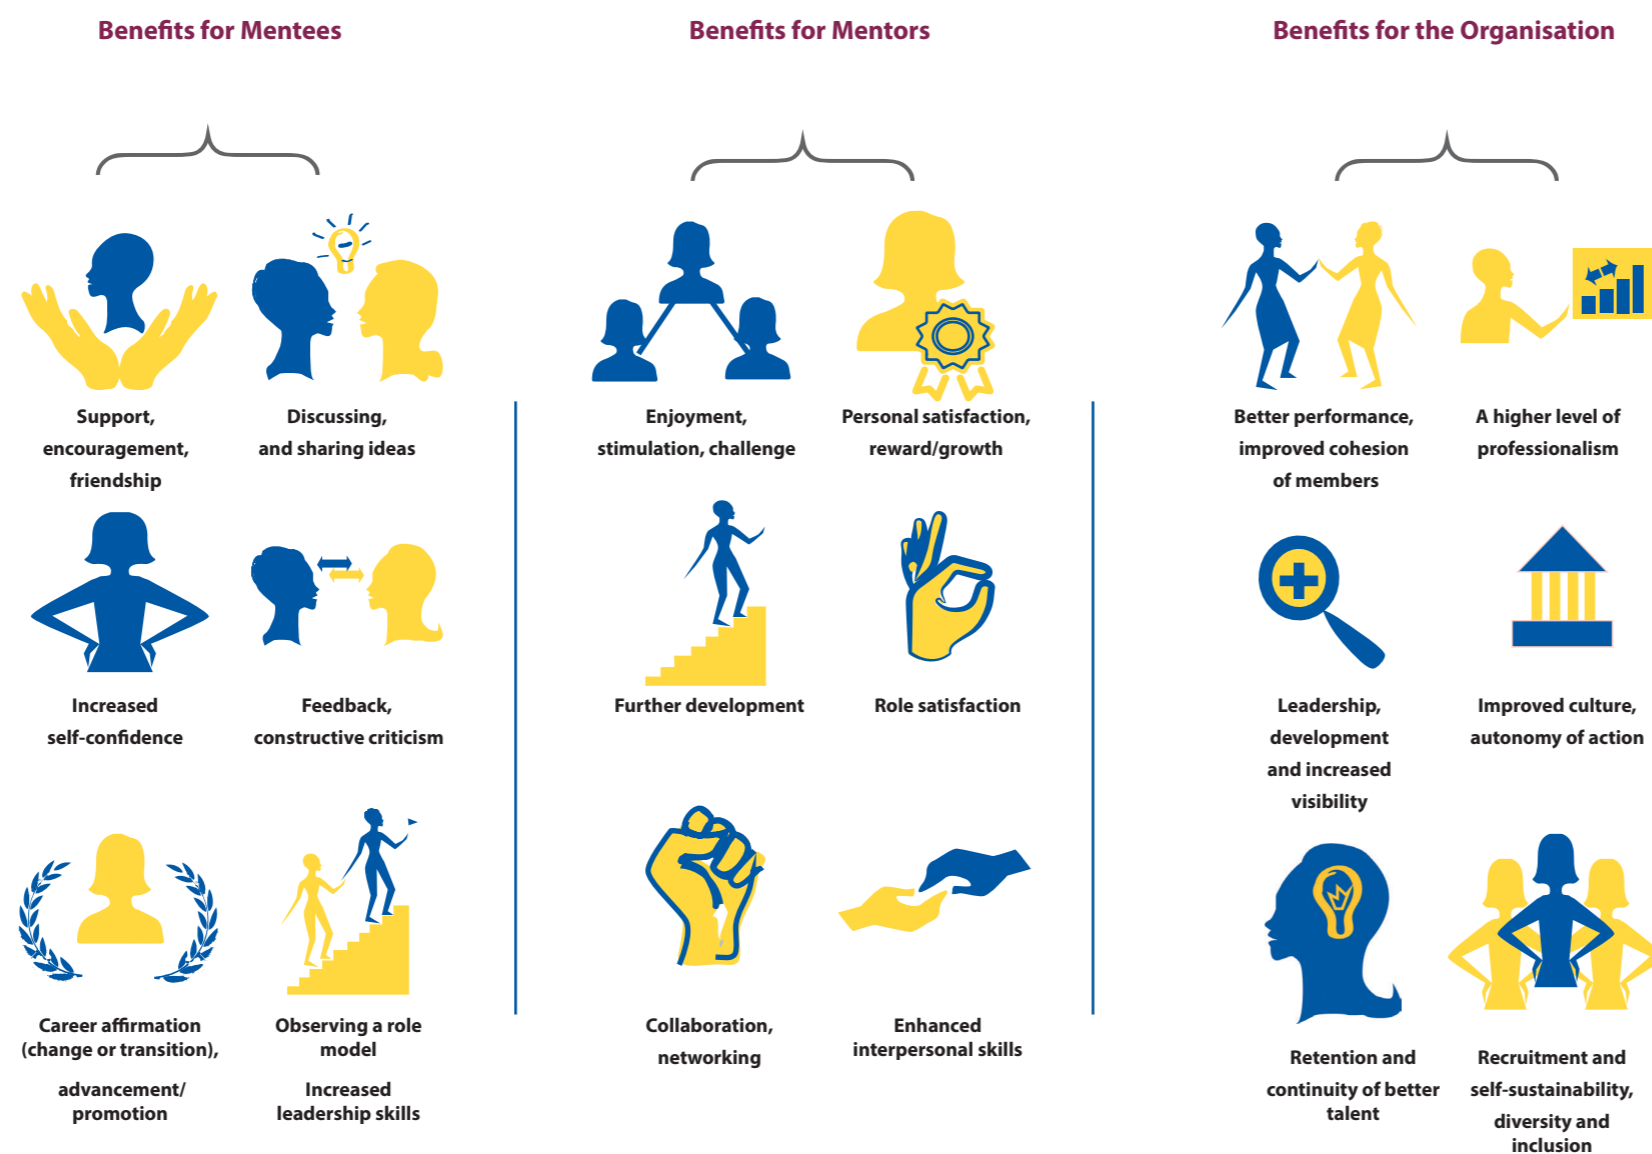 Benefits for Mentees
Support,
encouragement,
friendship
Discussing,
and sharing ideas
Increased
self-confidence
Feedback,
constructive criticism
Career affirmation
(change or transition),
advancement/
promotion
Observing a role
model
Increased
leadership skills
Benefits for Mentors
Enjoyment,
stimulation, challenge
Personal satisfaction,
reward/growth
Further development
Role satisfaction
Collaboration,
networking
Enhanced
interpersonal skills
Benefits for the Organisation
Better performance,
improved cohesion
of members
A higher level of
professionalism
Leadership,
development
and increased
visibility
Improved culture,
autonomy of action
Retention and
continuity of better
talent
Recruitment and
self-sustainability,
diversity and
inclusion